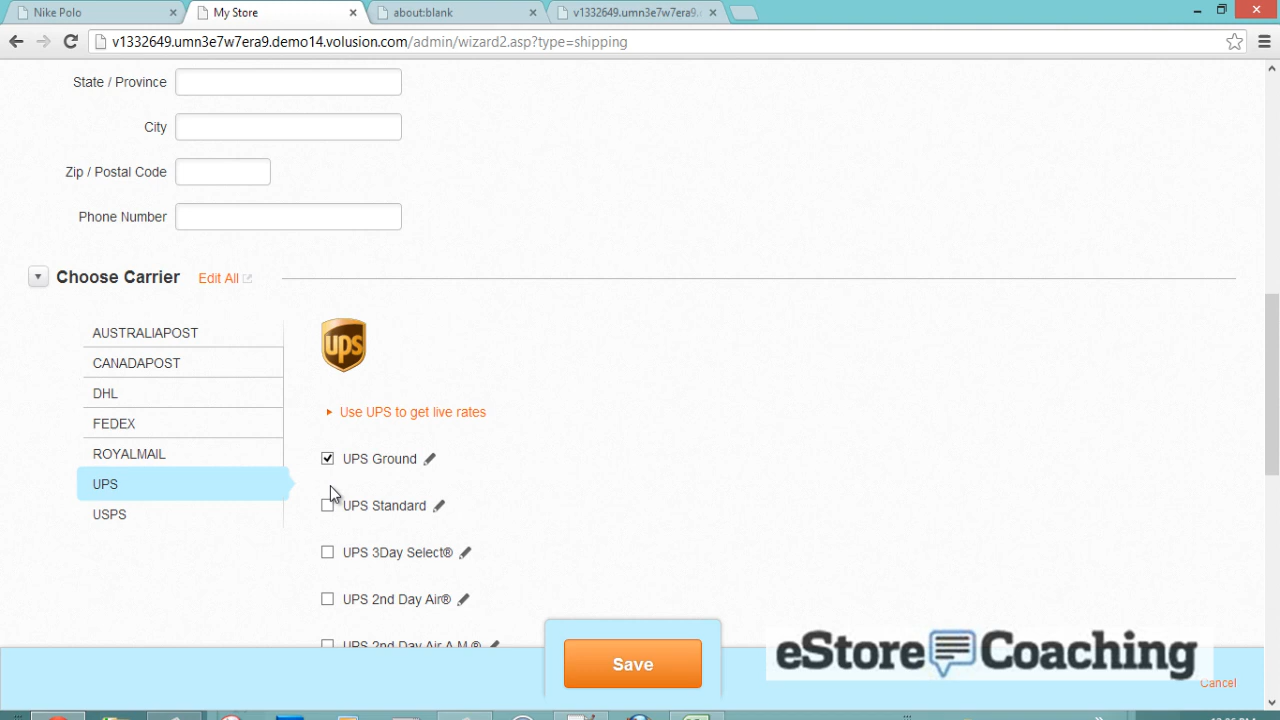 Nike Polo
My Store
about:blank
v1332649.umn3e7w7era9.
v1332649.umn3e7w7era9.demo14.volusion.com/admin/wizard2.asp?type=shipping
State / Province
City
Zip / Postal Code
Phone Number
Choose Carrier Edit All
AUSTRALIAPOST
CANADAPOST
DHL
FEDEX
ROYALMAIL
UPS
USPS
ups
Use UPS to get live rates
UPS Ground
UPS Standard
UPS 3Day Select®
UPS 2nd Day Air®
UPS 2nd Day Air A.M.®
Save
eStore Coaching
Cancel